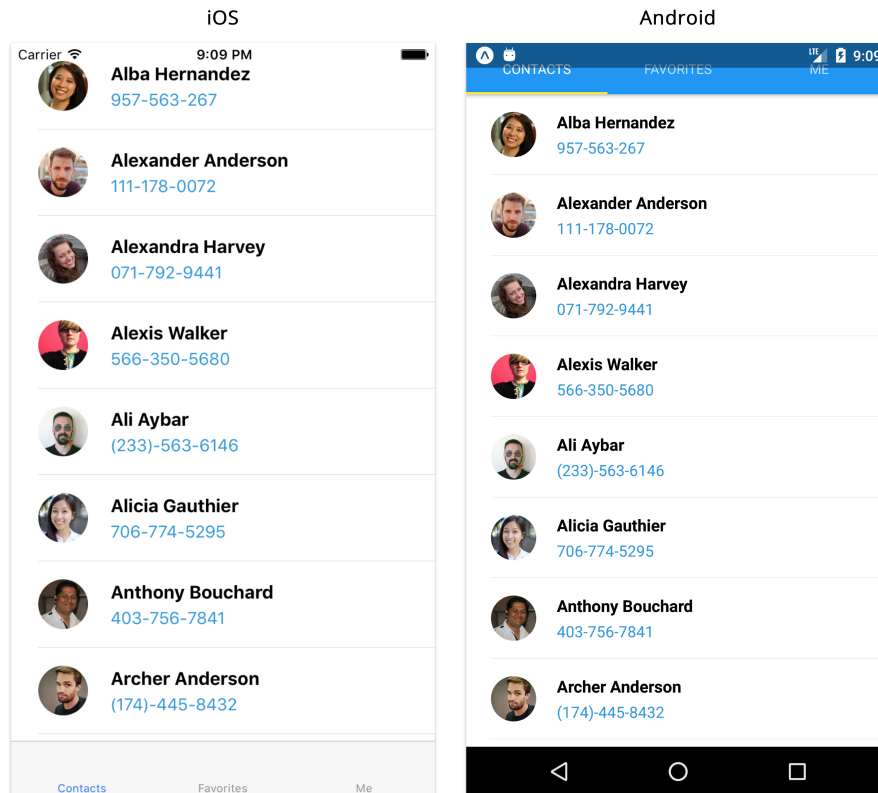 iOS
Android
Carrier 9:09 PM
Alba Hernandez
957-563-267
Alexander Anderson
111-178-0072
Alexandra Harvey
071-792-9441
Alexis Walker
566-350-5680
Ali Aybar
(233)-563-6146
Alicia Gauthier
706-774-5295
Anthony Bouchard
403-756-7841
Archer Anderson
(174)-445-8432
Contacts Favorites Me
LTE 9:09
CONTACTS FAVORITES ME
Alba Hernandez
957-563-267
Alexander Anderson
111-178-0072
Alexandra Harvey
071-792-9441
Alexis Walker
566-350-5680
Ali Aybar
(233)-563-6146
Alicia Gauthier
706-774-5295
Anthony Bouchard
403-756-7841
Archer Anderson
(174)-445-8432